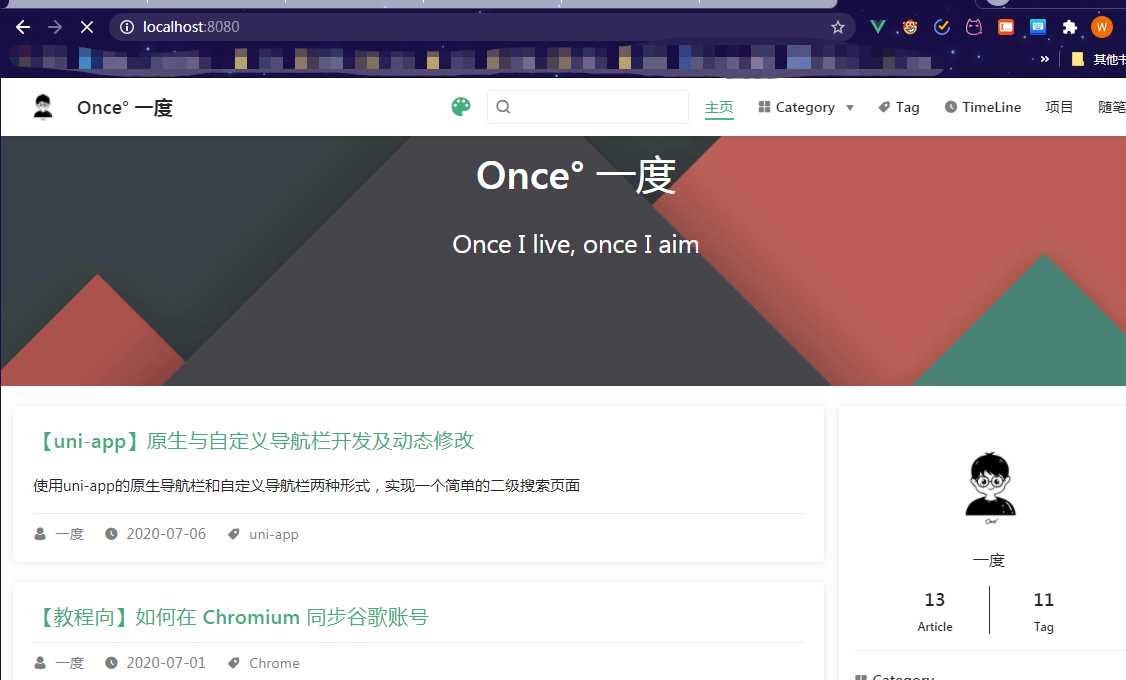 localhost:8080
W
» 其他书
Once° 一度
主页 Category Tag TimeLine 项目 随笔
Once° 一度
Once I live, once I aim
【uni-app】原生与自定义导航栏开发及动态修改
使用uni-app的原生导航栏和自定义导航栏两种形式，实现一个简单的二级搜索页面
一度 2020-07-06 uni-app
【教程向】如何在 Chromium 同步谷歌账号
一度 2020-07-01 Chrome
Once°
一度
13 11
Article Tag
Category